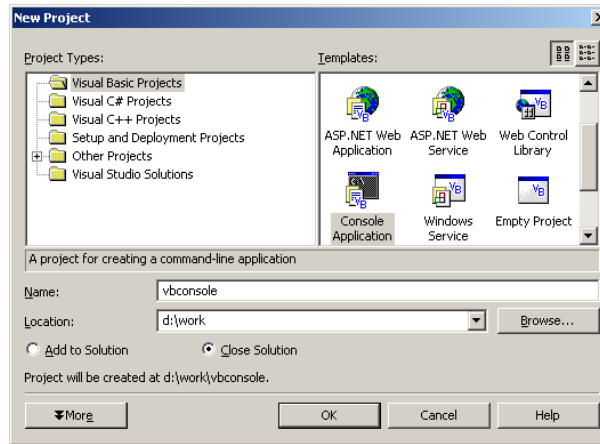 New Project
Project Types:
Templates:
Visual Basic Projects
Visual C# Projects
Visual C++ Projects
Setup and Deployment Projects
Other Projects
Visual Studio Solutions
ASP.NET Web Application
ASP.NET Web Service
Web Control Library
Console Application
Windows Service
Empty Project
A project for creating a command-line application
Name:
vbconsole
Location:
d:\work
Browse...
Add to Solution
Close Solution
Project will be created at d:\work\vbconsole.
More
OK
Cancel
Help